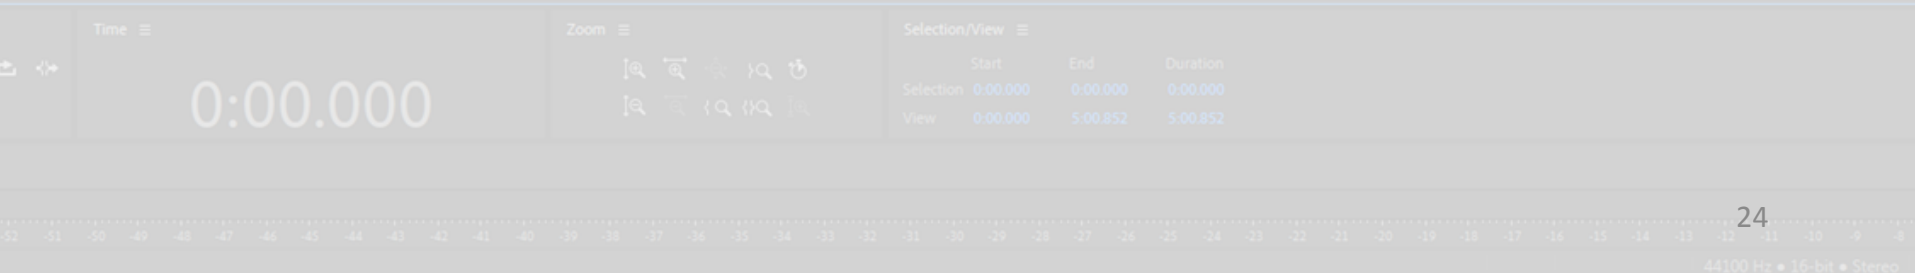 Time Zoom Selection/View
Start End Duration
0:00.000
Selection 0:00.000 0:00.000 0:00.000
View 0:00.000 5:00.852 5:00.852
24
-52 -51 -50 -49 -48 -47 -46 -45 -44 -43 -42 -41 -40 -39 -38 -37 -36 -35 -34 -33 -32 -31 -30 -29 -28 -27 -26 -25 -24 -23 -22 -21 -20 -19 -18 -17 -16 -15 -14 -13 -12 -11 -10 -9 -8
44100 Hz ▪ 16-bit ▪ Stereo